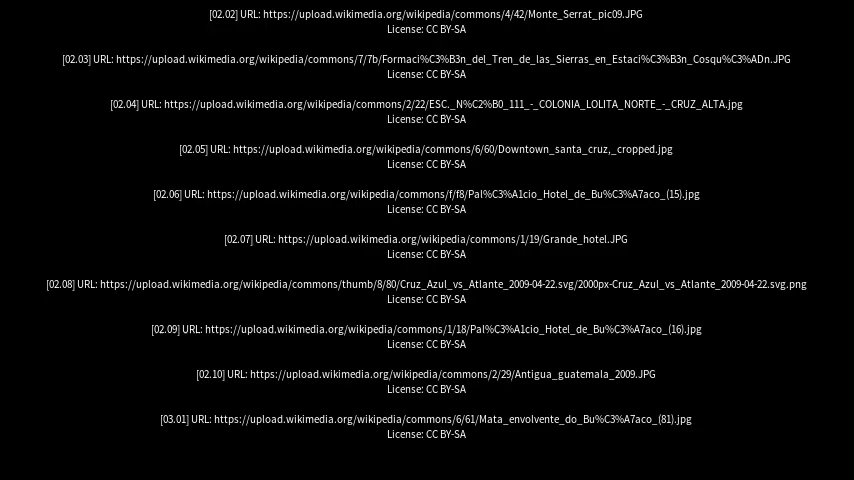 [02.02] URL: https://upload.wikimedia.org/wikipedia/commons/4/42/Monte_Serrat_pic09.JPG
License: CC BY-SA
[02.03] URL: https://upload.wikimedia.org/wikipedia/commons/7/7b/Formaci%C3%B3n_del_Tren_de_las_Sierras_en_Estaci%C3%B3n_Cosqu%C3%ADn.JPG
License: CC BY-SA
[02.04] URL: https://upload.wikimedia.org/wikipedia/commons/2/22/ESC._N%C2%B0_111_-_COLONIA_LOLITA_NORTE_-_CRUZ_ALTA.jpg
License: CC BY-SA
[02.05] URL: https://upload.wikimedia.org/wikipedia/commons/6/60/Downtown_santa_cruz,_cropped.jpg
License: CC BY-SA
[02.06] URL: https://upload.wikimedia.org/wikipedia/commons/f/f8/Pal%C3%A1cio_Hotel_de_Bu%C3%A7aco_(15).jpg
License: CC BY-SA
[02.07] URL: https://upload.wikimedia.org/wikipedia/commons/1/19/Grande_hotel.JPG
License: CC BY-SA
[02.08] URL: https://upload.wikimedia.org/wikipedia/commons/thumb/8/80/Cruz_Azul_vs_Atlante_2009-04-22.svg/2000px-Cruz_Azul_vs_Atlante_2009-04-22.svg.png
License: CC BY-SA
[02.09] URL: https://upload.wikimedia.org/wikipedia/commons/1/18/Pal%C3%A1cio_Hotel_de_Bu%C3%A7aco_(16).jpg
License: CC BY-SA
[02.10] URL: https://upload.wikimedia.org/wikipedia/commons/2/29/Antigua_guatemala_2009.JPG
License: CC BY-SA
[03.01] URL: https://upload.wikimedia.org/wikipedia/commons/6/61/Mata_envolvente_do_Bu%C3%A7aco_(81).jpg
License: CC BY-SA